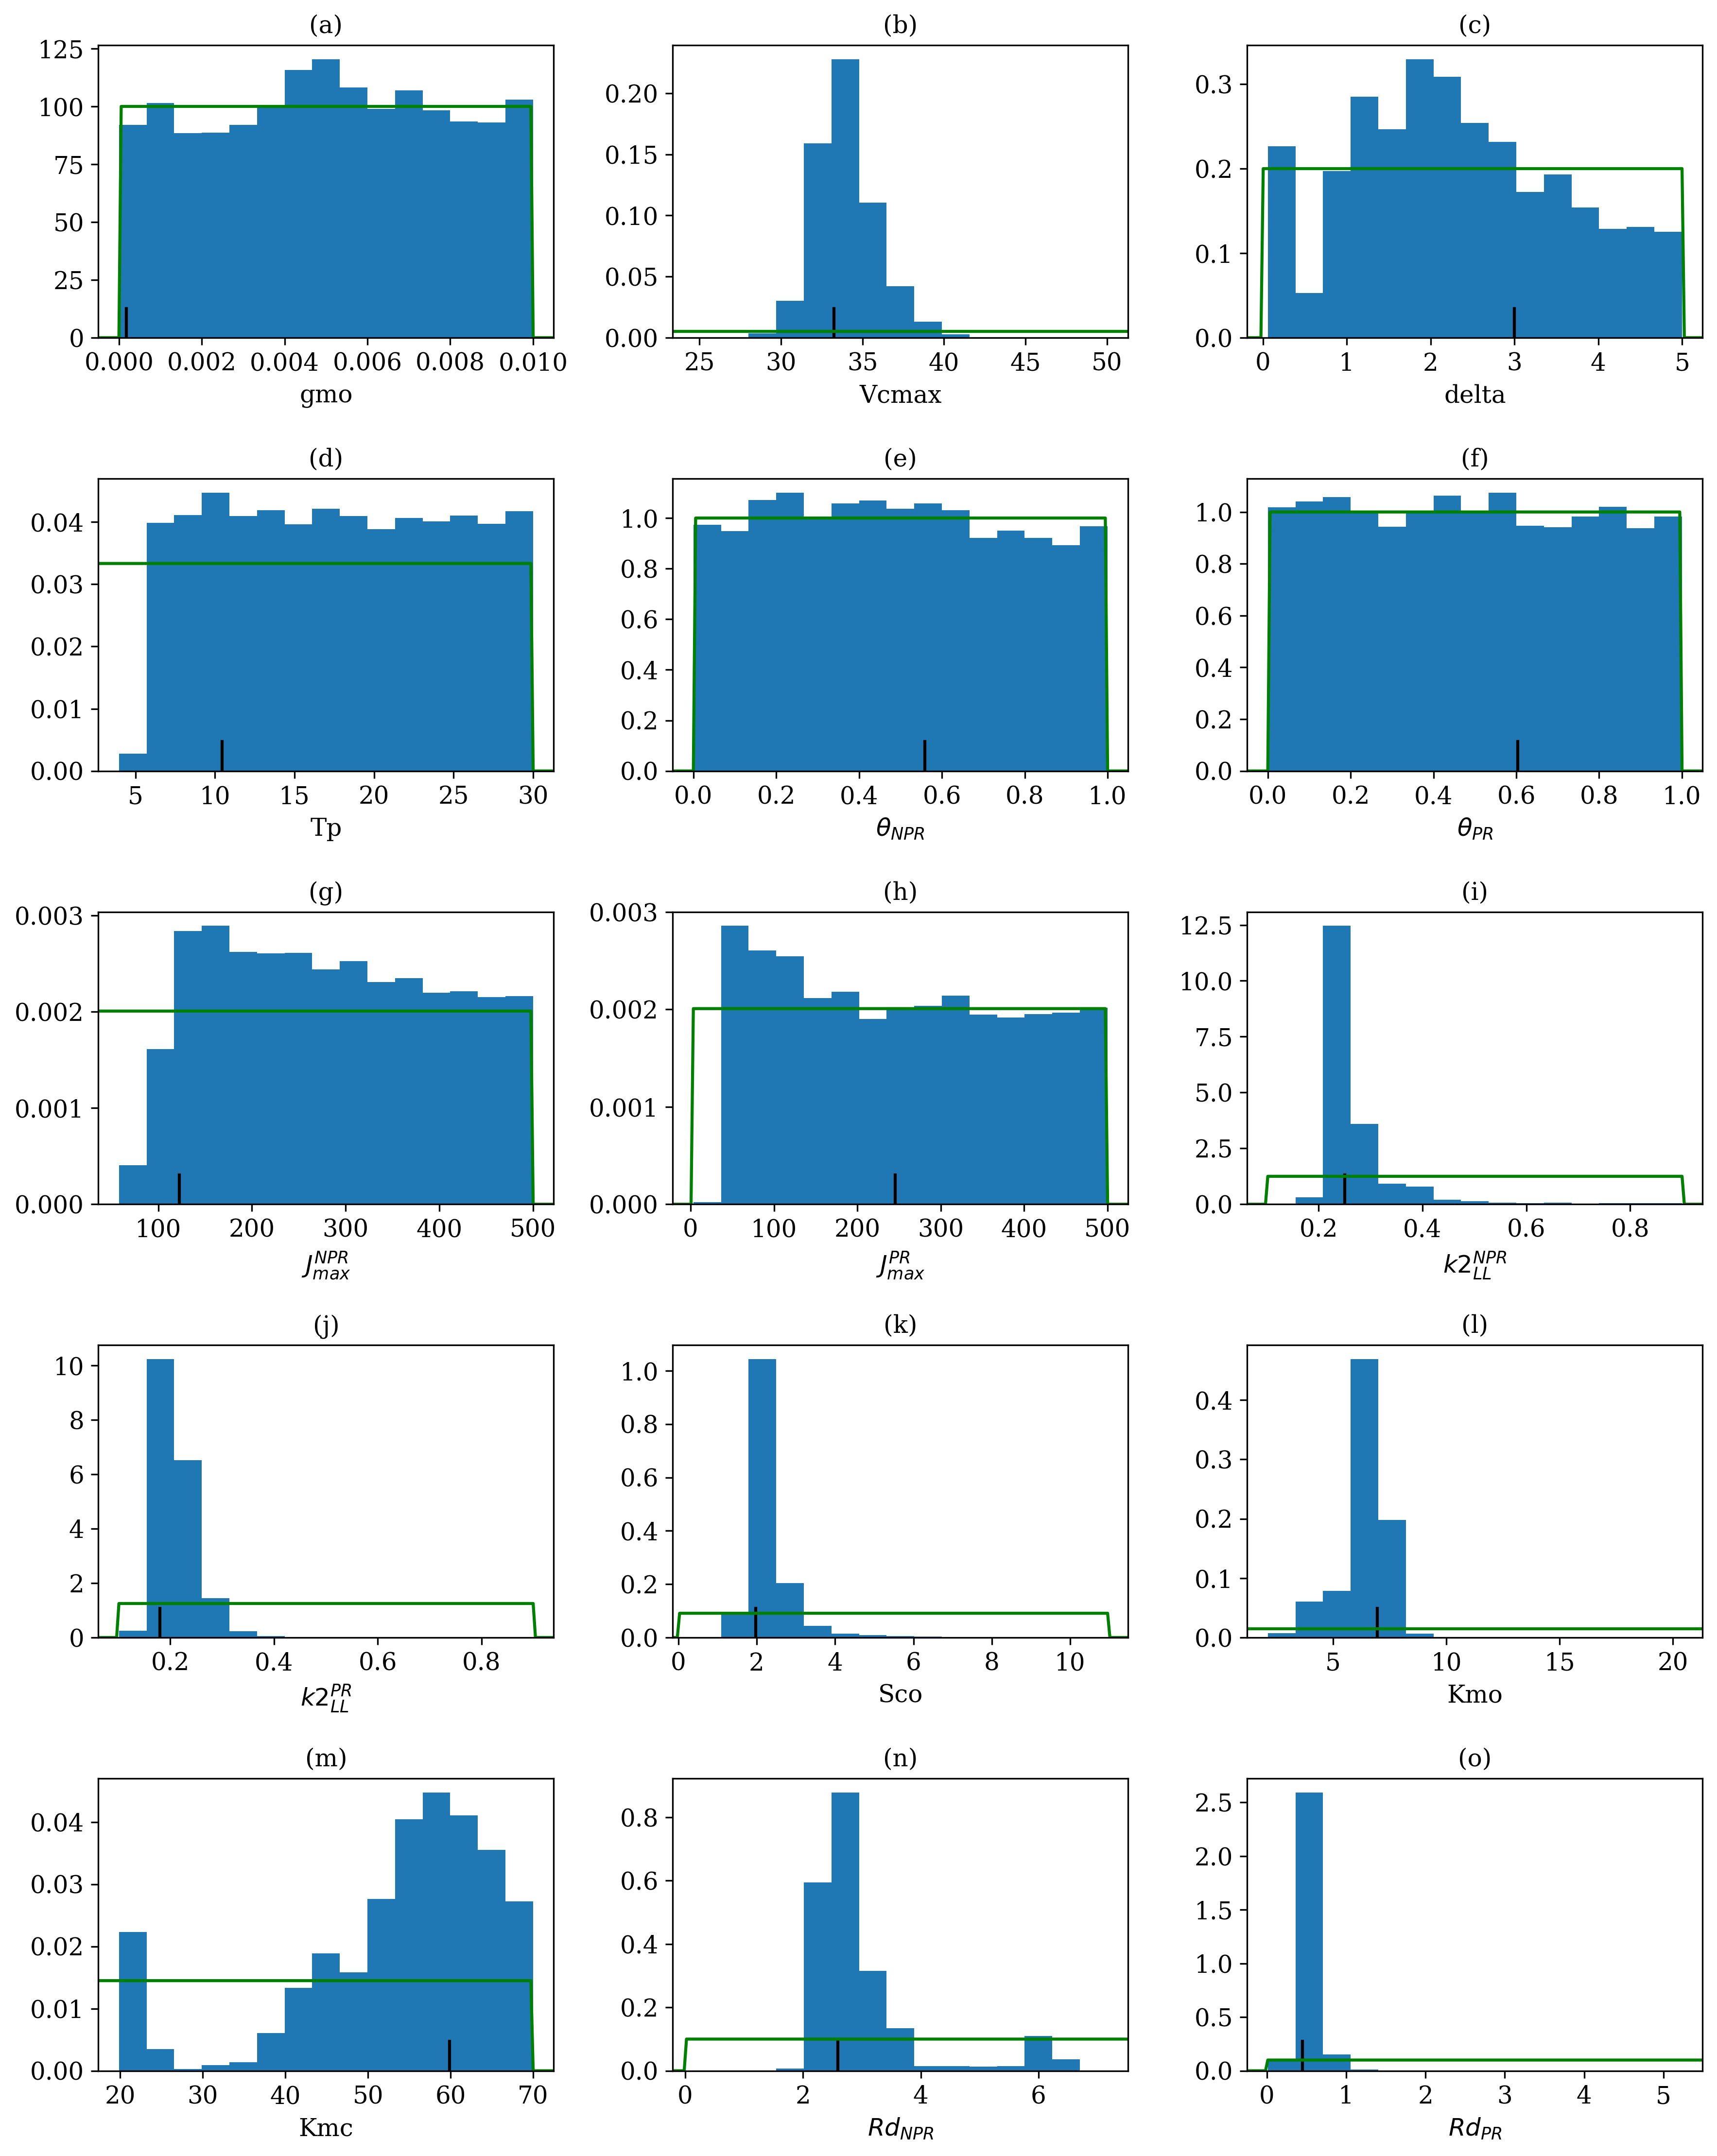 (a)
125
100
75
50
25
0
0.000 0.002 0.004 0.006 0.008 0.010
gmo
(b)
0.20
0.15
0.10
0.05
0.00
25 30 35 40 45 50
Vcmax
(c)
0.3
0.2
0.1
0.0
0 1 2 3 4 5
delta
(d)
0.04
0.03
0.02
0.01
0.00
5 10 15 20 25 30
Tp
(e)
1.0
0.8
0.6
0.4
0.2
0.0
0.0 0.2 0.4 0.6 0.8 1.0
θ_NPR
(f)
1.0
0.8
0.6
0.4
0.2
0.0
0.0 0.2 0.4 0.6 0.8 1.0
θ_PR
(g)
0.003
0.002
0.001
0.000
100 200 300 400 500
J_max^NPR
(h)
0.003
0.002
0.001
0.000
0 100 200 300 400 500
J_max^PR
(i)
12.5
10.0
7.5
5.0
2.5
0.0
0.2 0.4 0.6 0.8
k2_LL^NPR
(j)
10
8
6
4
2
0
0.2 0.4 0.6 0.8
k2_LL^PR
(k)
1.0
0.8
0.6
0.4
0.2
0.0
0 2 4 6 8 10
Sco
(l)
0.4
0.3
0.2
0.1
0.0
5 10 15 20
Kmo
(m)
0.04
0.03
0.02
0.01
0.00
20 30 40 50 60 70
Kmc
(n)
0.8
0.6
0.4
0.2
0.0
0 2 4 6
Rd_NPR
(o)
2.5
2.0
1.5
1.0
0.5
0.0
0 1 2 3 4 5
Rd_PR